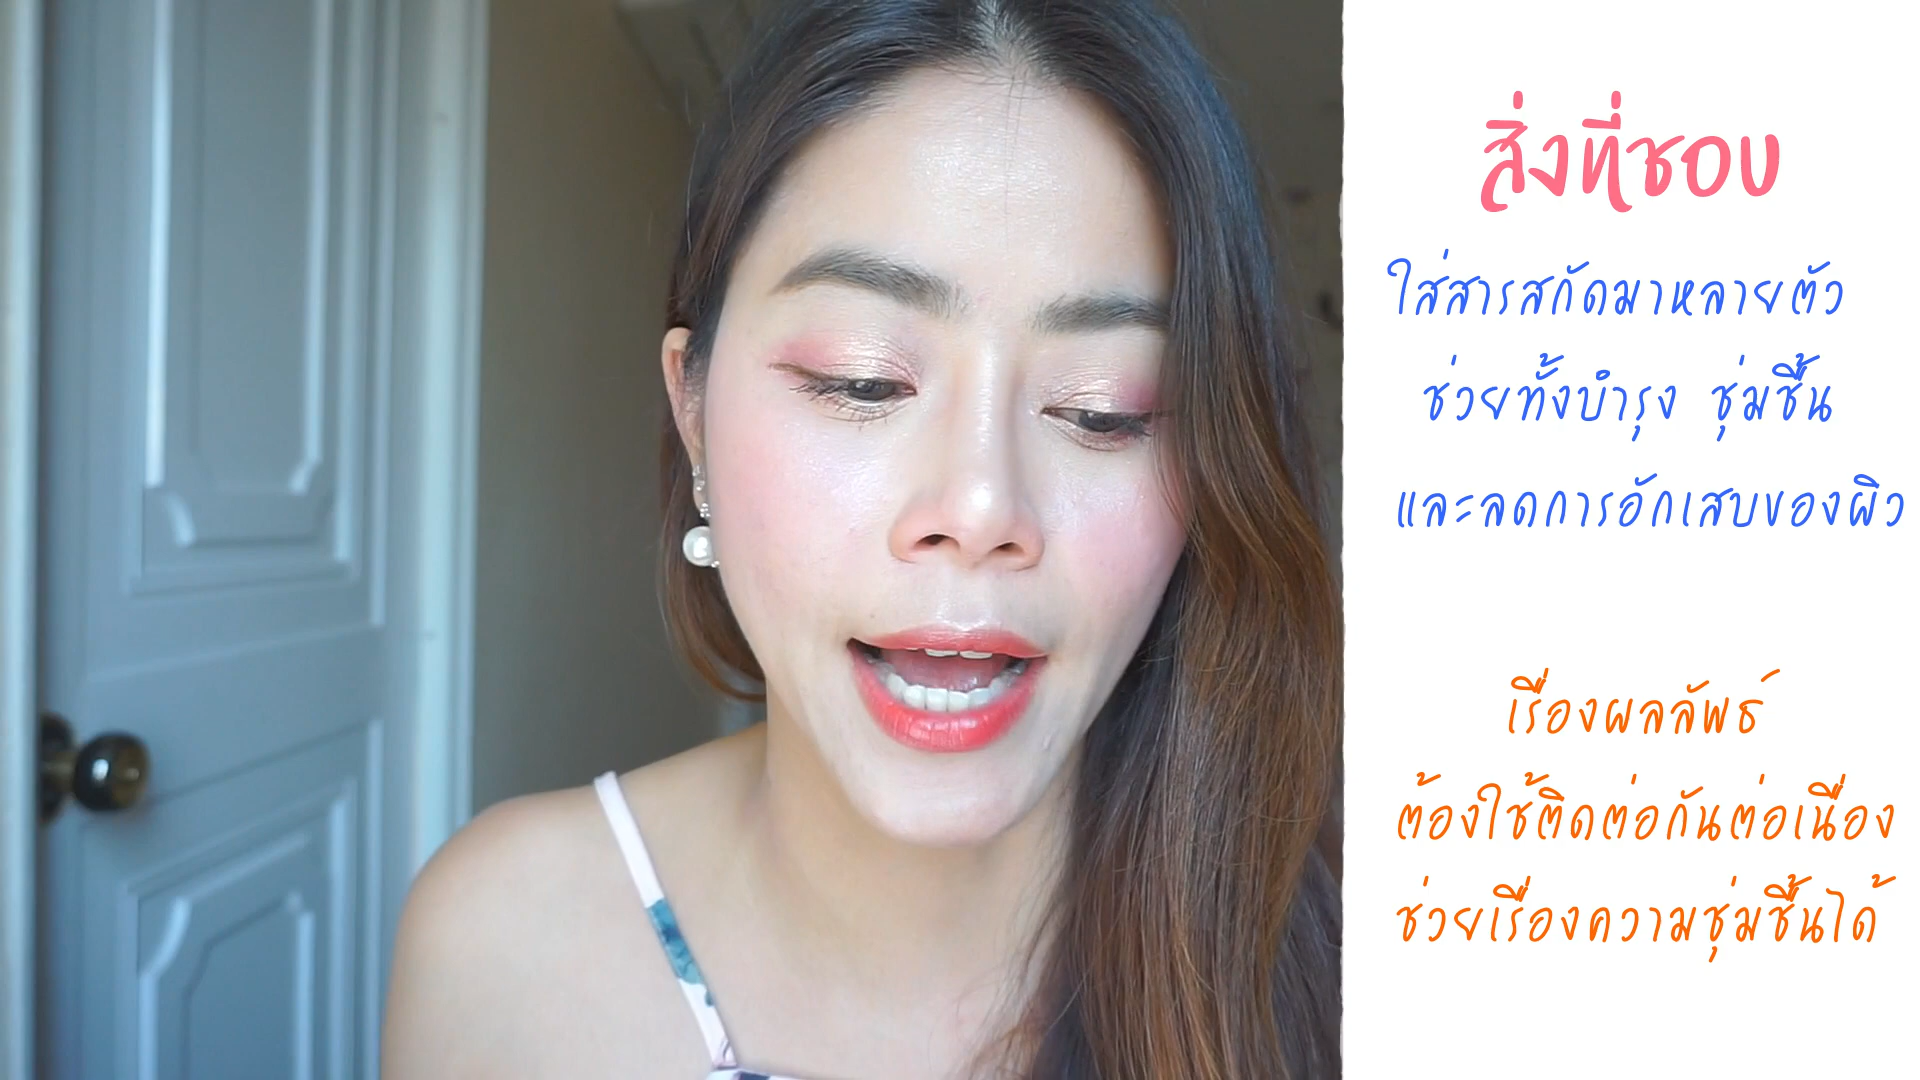 สิ่งที่ชอบ
ใส่สารสกัดมาหลายตัว
ช่วยทั้งบำรุง ชุ่มชื้น
และลดการอักเสบของผิว
เรื่องผลลัพธ์
ต้องใช้ติดต่อกันต่อเนื่อง
ช่วยเรื่องความชุ่มชื้นได้